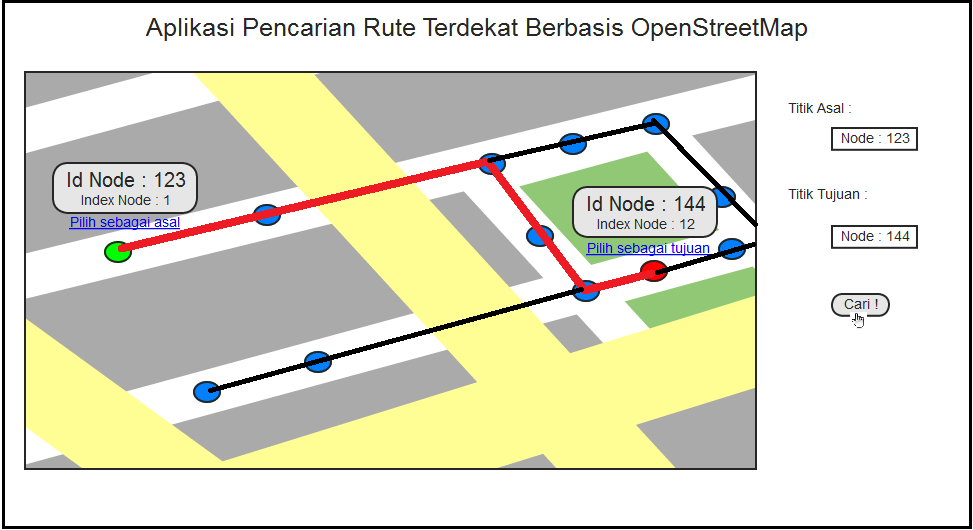 Aplikasi Pencarian Rute Terdekat Berbasis OpenStreetMap
Id Node : 123
Index Node : 1
Pilih sebagai asal
Id Node : 144
Index Node : 12
Pilih sebagai tujuan
Titik Asal :
Node : 123
Titik Tujuan :
Node : 144
Cari !